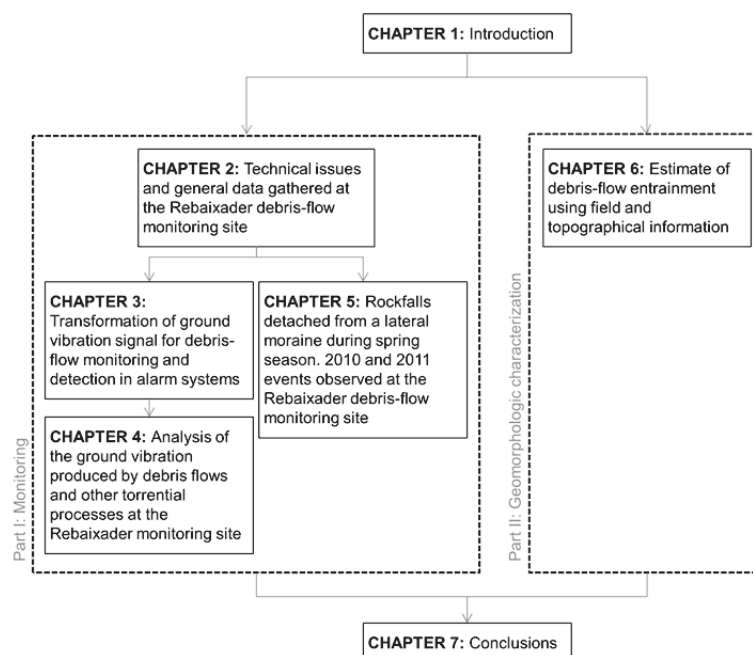 CHAPTER 1: Introduction
CHAPTER 2: Technical issues
and general data gathered at
the Rebaixader debris-flow
monitoring site
CHAPTER 3:
Transformation of ground
vibration signal for debris-
flow monitoring and
detection in alarm systems
CHAPTER 4: Analysis of
the ground vibration
produced by debris flows
and other torrential
processes at the
Rebaixader monitoring site
CHAPTER 5: Rockfalls
detached from a lateral
moraine during spring
season. 2010 and 2011
events observed at the
Rebaixader debris-flow
monitoring site
Part I: Monitoring
CHAPTER 6: Estimate of
debris-flow entrainment
using field and
topographical information
Part II: Geomorphologic characterization
CHAPTER 7: Conclusions